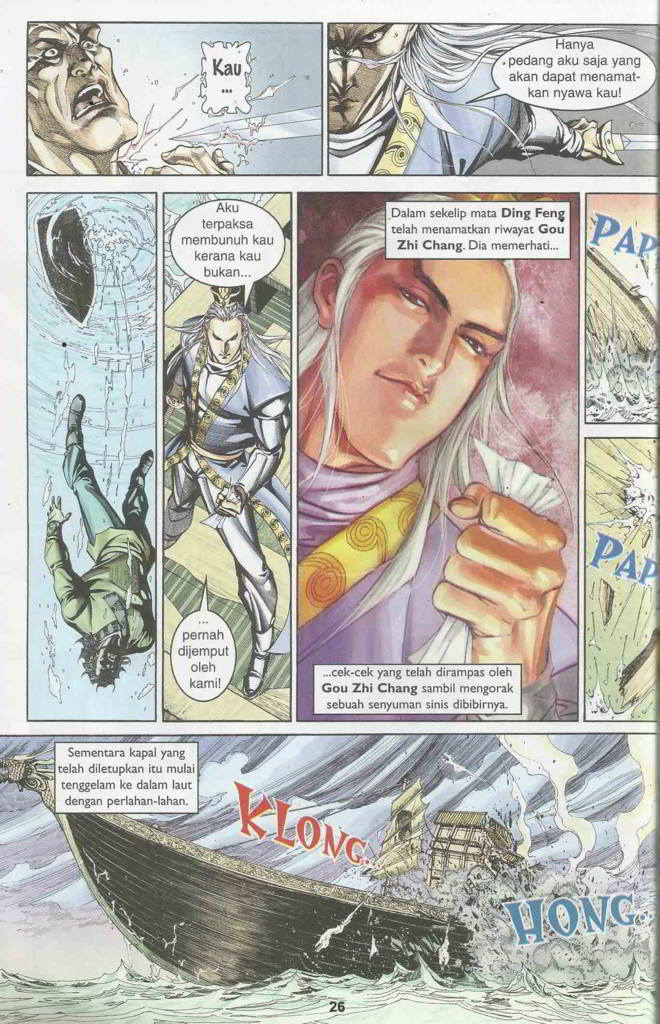 Kau
...
Hanya
pedang aku saja yang
akan dapat menamat-
kan nyawa kau!
Aku
terpaksa
membunuh kau
kerana kau
bukan...
...
pernah
dijemput
oleh
kami!
Dalam sekelip mata Ding Feng
telah menamatkan riwayat Gou
Zhi Chang. Dia memerhati...
...cek-cek yang telah dirampas oleh
Gou Zhi Chang sambil mengorak
sebuah senyuman sinis dibibirnya.
PAP
PAP
Sementara kapal yang
telah diletupkan itu mulai
tenggelam ke dalam laut
dengan perlahan-lahan.
KLONG...
HONG...
26